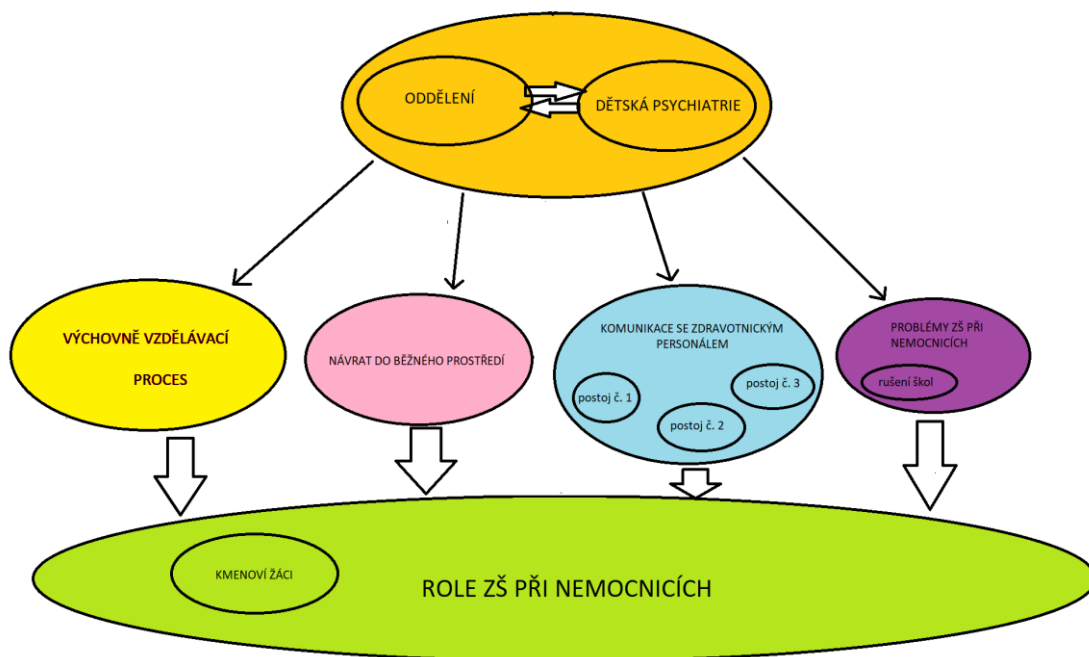 ODDĚLENÍ
DĚTSKÁ PSYCHIATRIE
VÝCHOVNĚ VZDĚLÁVACÍ
PROCES
NÁVRAT DO BĚŽNÉHO PROSTŘEDÍ
KOMUNIKACE SE ZDRAVOTNICKÝM
PERSONÁLEM
postoj č. 1
postoj č. 2
postoj č. 3
PROBLÉMY ZŠ PŘI
NEMOCNICÍCH
rušení škol
KMENOVÍ ŽÁCI
ROLE ZŠ PŘI NEMOCNICÍCH